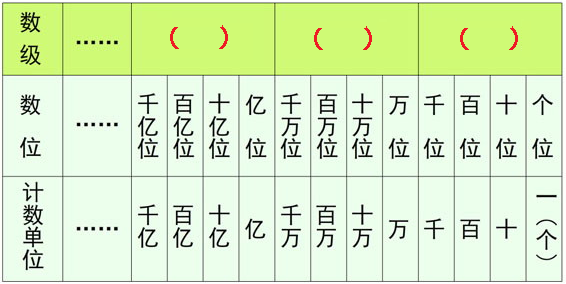 数级 …… （ ） （ ） （ ）
数位 …… 千亿位 百亿位 十亿位 亿位 千万位 百万位 十万位 万位 千位 百位 十位 个位
计数单位 …… 千亿 百亿 十亿 亿 千万 百万 十万 万 千 百 十 一（个）